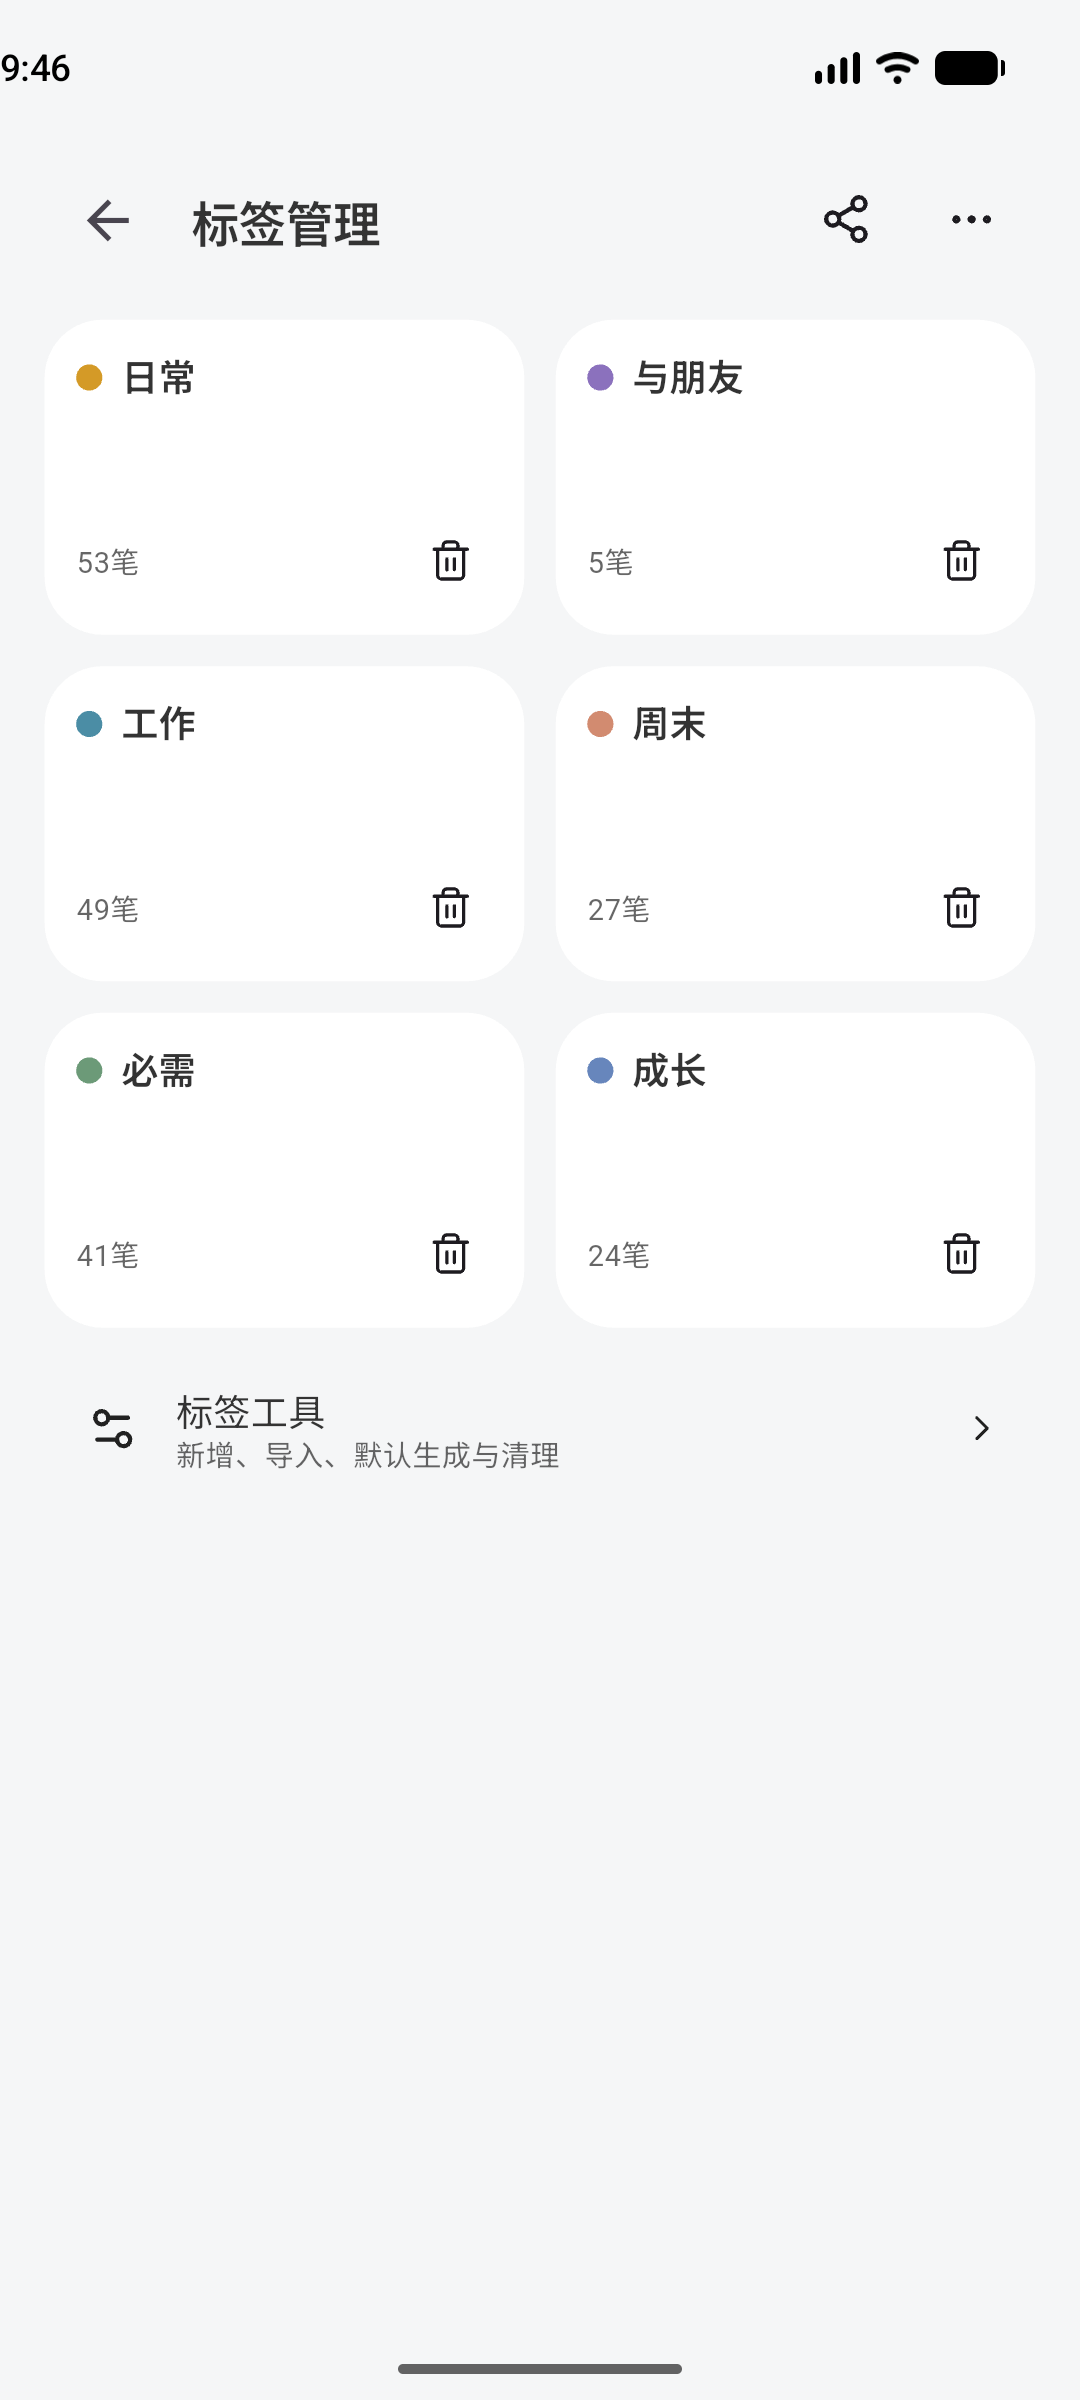 9:46
标签管理
日常
与朋友
53笔
5笔
工作
周末
49笔
27笔
必需
成长
41笔
24笔
标签工具
新增、导入、默认生成与清理